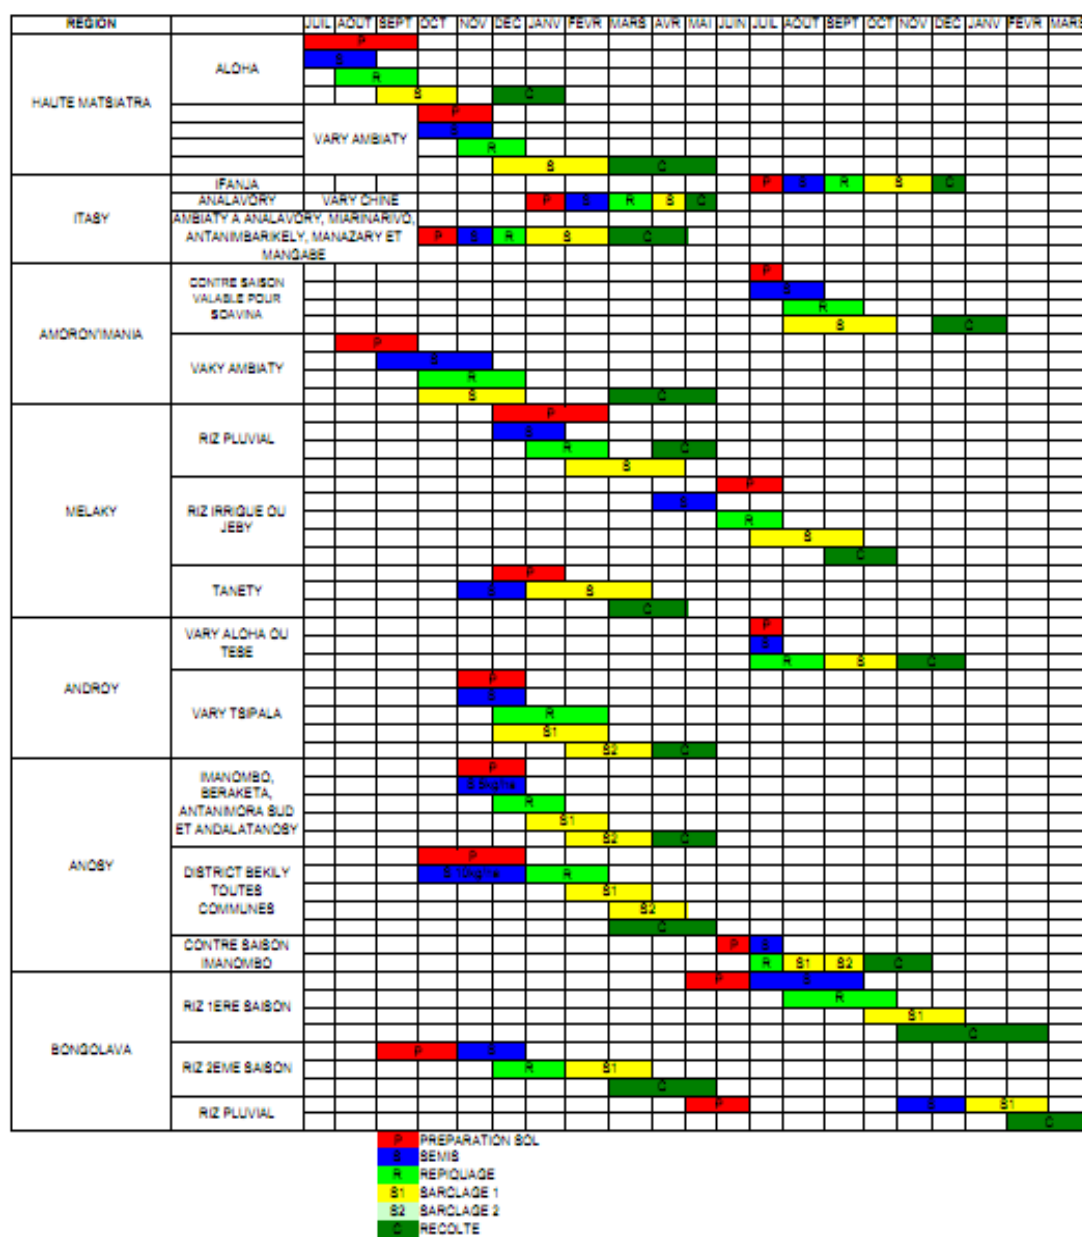 REGION JUIL AOUT SEPT OCT NOV DEC JANV FEVR MARS AVR MAI JUIN JUIL AOUT SEPT OCT NOV DEC JANV FEVR MARS
HAUTE MATSIATRA
ALOHA
P
S
R
S C
VARY AMBIATY
P
S
R
S C
ITASY
IFANJA P S R S C
ANALAVORY VARY CHINE P S R S C
AMBIATY A ANALAVORY, MIARINARIVO,
ANTANIMBARIKELY, MANAZARY ET
MANGABE
P S R S C
AMORON'IMANIA
CONTRE SAISON
VALABLE POUR
SOAVINA
P
S
R
S C
VAKY AMBIATY
P
S
R
S C
MELAKY
RIZ PLUVIAL
P
S
R C
S
RIZ IRRIGUE OU
JEBY
P
S
R
S
C
TANETY
P
S S
C
ANDROY
VARY ALOHA OU
TESE
P
S
R S C
VARY TSIPALA
P
S
R
S1
S2 C
ANOSY
IMANOMBO,
BERAKETA,
ANTANIMORA SUD
ET ANDALATANOSY
P
S 5kg/are
R
S1
S2 C
DISTRICT BEKILY
TOUTES
COMMUNES
P
S 10kg/are R
S1
S2
C
CONTRE SAISON
IMANOMBO
P S
R S1 S2 C
BONGOLAVA
RIZ 1ERE SAISON
P S
R
S1
C
RIZ 2EME SAISON
P S
R S1
C
RIZ PLUVIAL
P S S1
C
P PREPARATION SOL
S SEMIS
R REPIQUAGE
S1 SARCLAGE 1
S2 SARCLAGE 2
C RECOLTE